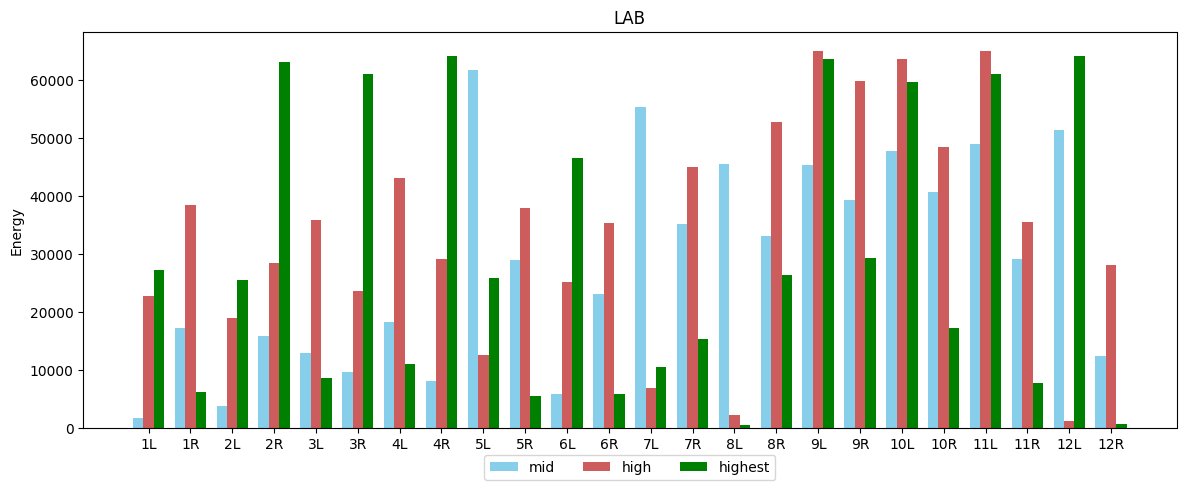 LAB
Energy
60000
50000
40000
30000
20000
10000
0
1L 1R 2L 2R 3L 3R 4L 4R 5L 5R 6L 6R 7L 7R 8L 8R 9L 9R 10L 10R 11L 11R 12L 12R
mid high highest